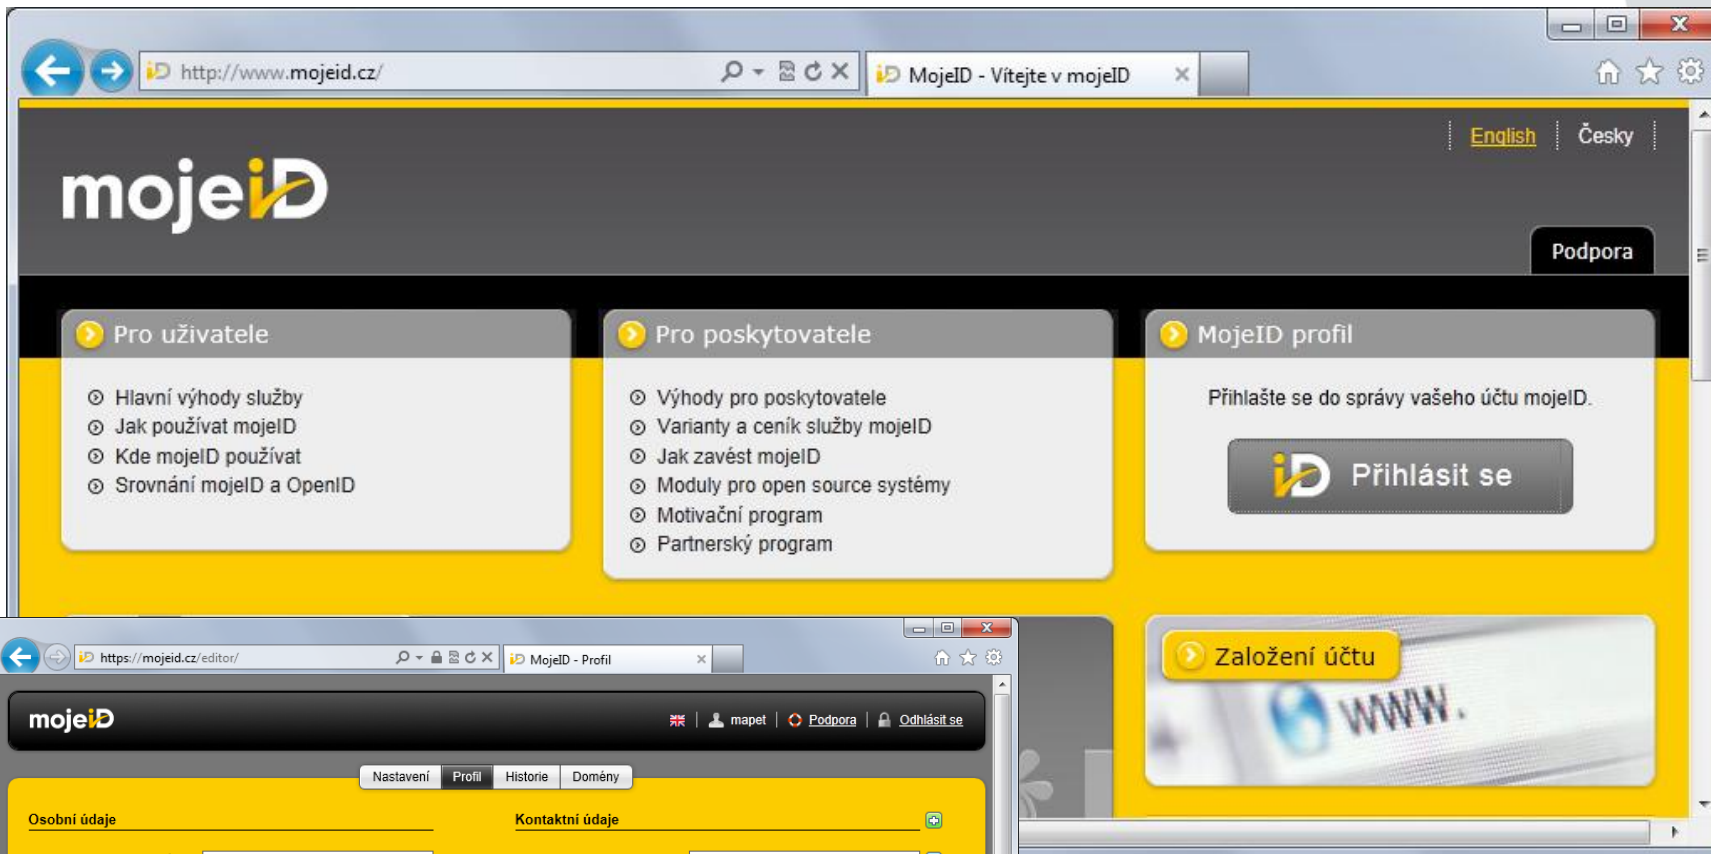 http://www.mojeid.cz/
MojeID - Vítejte v mojeID
English
Česky
mojeiD
Podpora
Pro uživatele
Hlavní výhody služby
Jak používat mojeID
Kde mojeID používat
Srovnání mojeID a OpenID
Pro poskytovatele
Výhody pro poskytovatele
Varianty a ceník služby mojeID
Jak zavést mojeID
Moduly pro open source systémy
Motivační program
Partnerský program
MojeID profil
Přihlašte se do správy vašeho účtu mojeID.
iD Přihlásit se
Založení účtu
www.
https://mojeid.cz/editor/
MojeID - Profil
mojeiD
mapet
Podpora
Odhlásit se
Nastavení
Profil
Historie
Domény
Osobní údaje
Kontaktní údaje